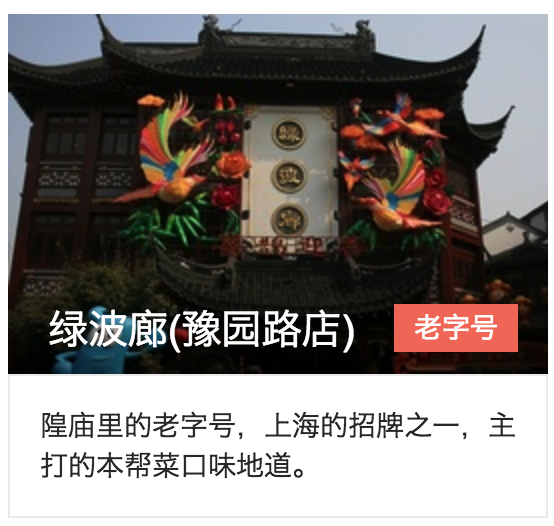 綠
波
廊
绿波廊(豫园路店)
老字号
隍庙里的老字号，上海的招牌之一，主
打的本帮菜口味地道。